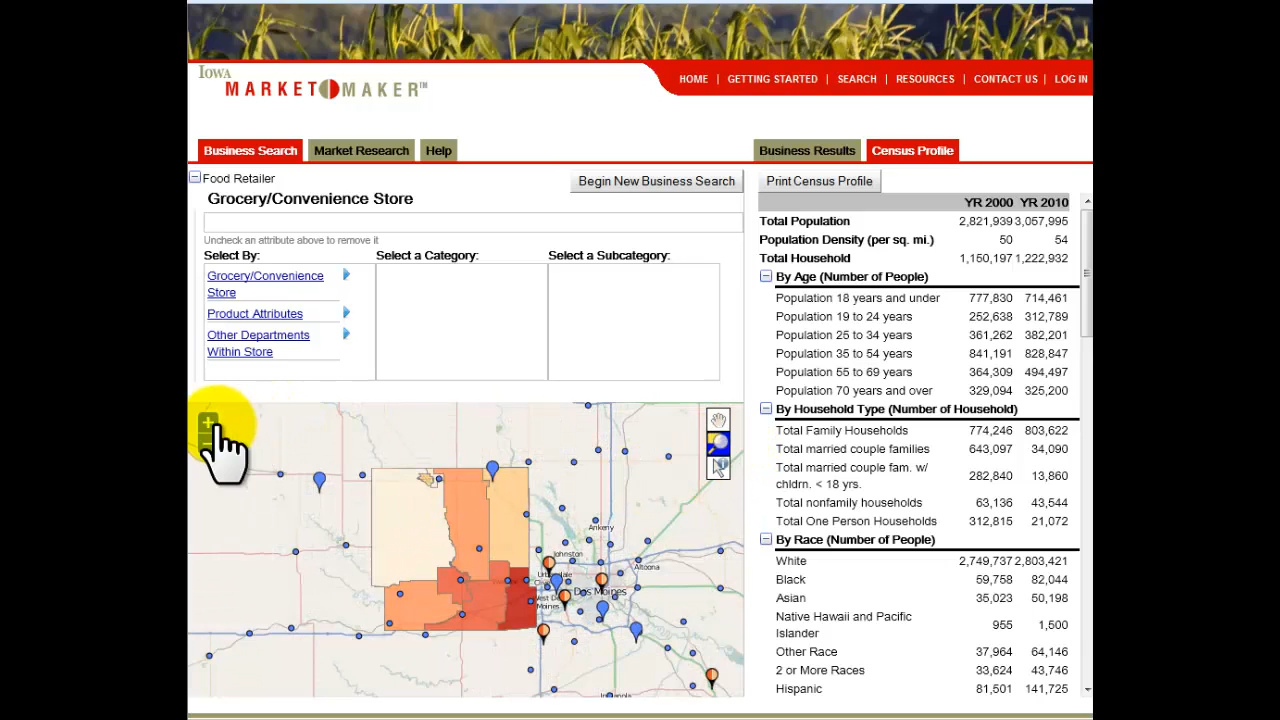 IOWA
MARKET MAKER™
HOME | GETTING STARTED | SEARCH | RESOURCES | CONTACT US | LOG IN
Business Search Market Research Help
Business Results Census Profile
Food Retailer
Begin New Business Search
Print Census Profile
Grocery/Convenience Store
Uncheck an attribute above to remove it
Select By: Select a Category: Select a Subcategory:
Grocery/Convenience
Store
Product Attributes
Other Departments
Within Store
Ankeny
Johnston
Altoona
West Des
Moines
Des Moines
YR 2000 YR 2010
Total Population 2,821,939 3,057,995
Population Density (per sq. mi.) 50 54
Total Household 1,150,197 1,222,932
By Age (Number of People)
Population 18 years and under 777,830 714,461
Population 19 to 24 years 252,638 312,789
Population 25 to 34 years 361,262 382,201
Population 35 to 54 years 841,191 828,847
Population 55 to 69 years 364,309 494,497
Population 70 years and over 329,094 325,200
By Household Type (Number of Household)
Total Family Households 774,246 803,622
Total married couple families 643,097 34,090
Total married couple fam. w/
chldrn. < 18 yrs. 282,840 13,860
Total nonfamily households 63,136 43,544
Total One Person Households 312,815 21,072
By Race (Number of People)
White 2,749,737 2,803,421
Black 59,758 82,044
Asian 35,023 50,198
Native Hawaii and Pacific
Islander 955 1,500
Other Race 37,964 64,146
2 or More Races 33,624 43,746
Hispanic 81,501 141,725